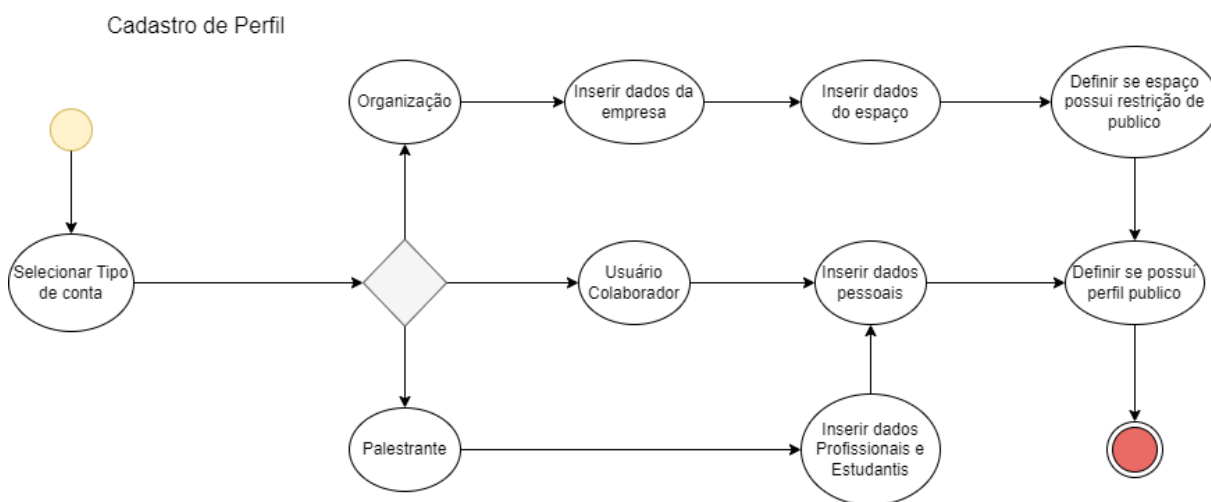 Cadastro de Perfil
Organização
Inserir dados da
empresa
Inserir dados
do espaço
Definir se espaço
possui restrição de
publico
Selecionar Tipo
de conta
Usuário
Colaborador
Inserir dados
pessoais
Definir se possuí
perfil publico
Palestrante
Inserir dados
Profissionais e
Estudantis